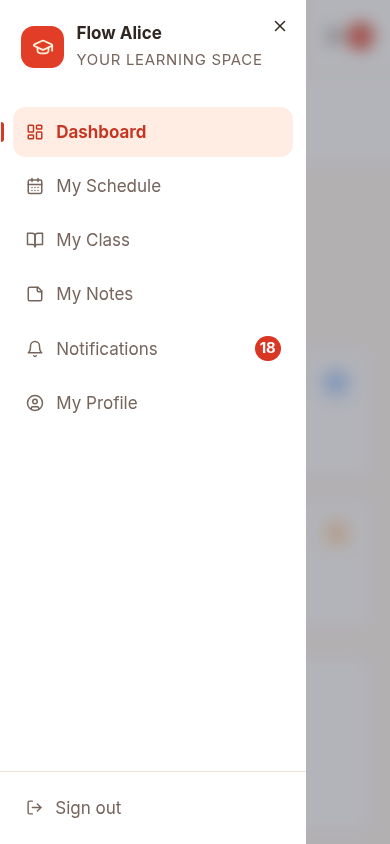 Flow Alice
YOUR LEARNING SPACE
Dashboard
My Schedule
My Class
My Notes
Notifications
18
My Profile
Sign out